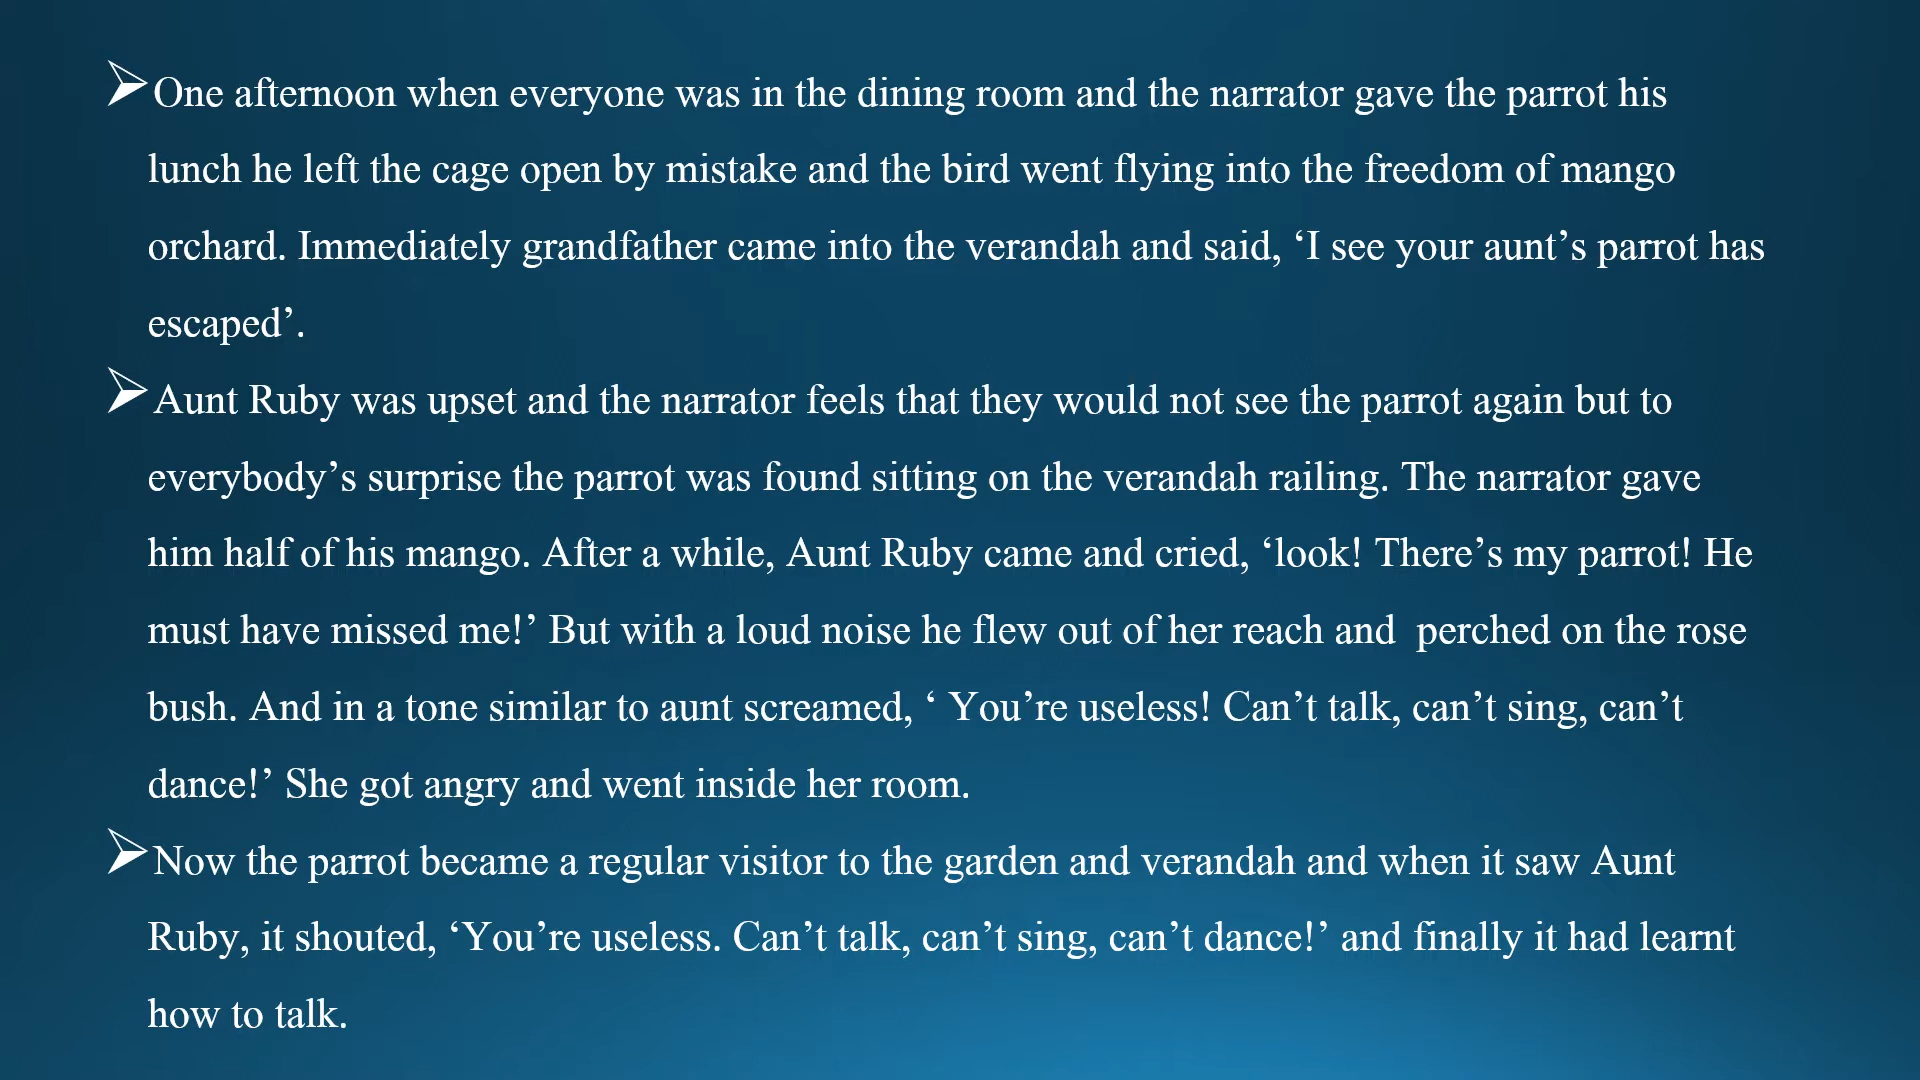 ➢One afternoon when everyone was in the dining room and the narrator gave the parrot his
lunch he left the cage open by mistake and the bird went flying into the freedom of mango
orchard. Immediately grandfather came into the verandah and said, ‘I see your aunt’s parrot has
escaped’.
➢Aunt Ruby was upset and the narrator feels that they would not see the parrot again but to
everybody’s surprise the parrot was found sitting on the verandah railing. The narrator gave
him half of his mango. After a while, Aunt Ruby came and cried, ‘look! There’s my parrot! He
must have missed me!’ But with a loud noise he flew out of her reach and  perched on the rose
bush. And in a tone similar to aunt screamed, ‘ You’re useless! Can’t talk, can’t sing, can’t
dance!’ She got angry and went inside her room.
➢Now the parrot became a regular visitor to the garden and verandah and when it saw Aunt
Ruby, it shouted, ‘You’re useless. Can’t talk, can’t sing, can’t dance!’ and finally it had learnt
how to talk.